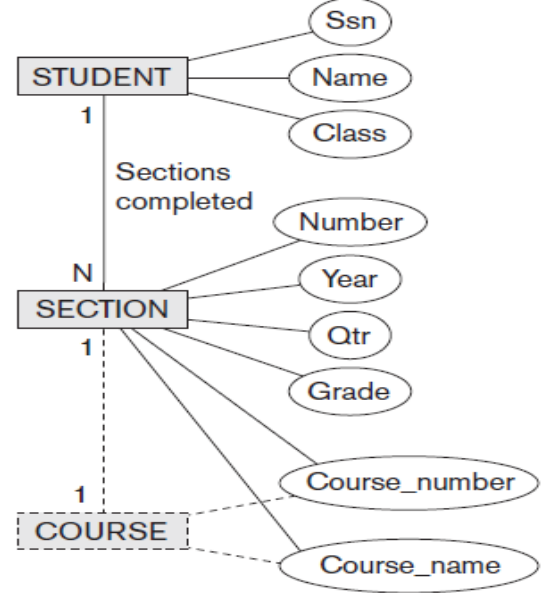 Ssn
STUDENT
Name
1
Class
Sections
completed
Number
N
Year
SECTION
1
Qtr
Grade
1
Course_number
COURSE
Course_name